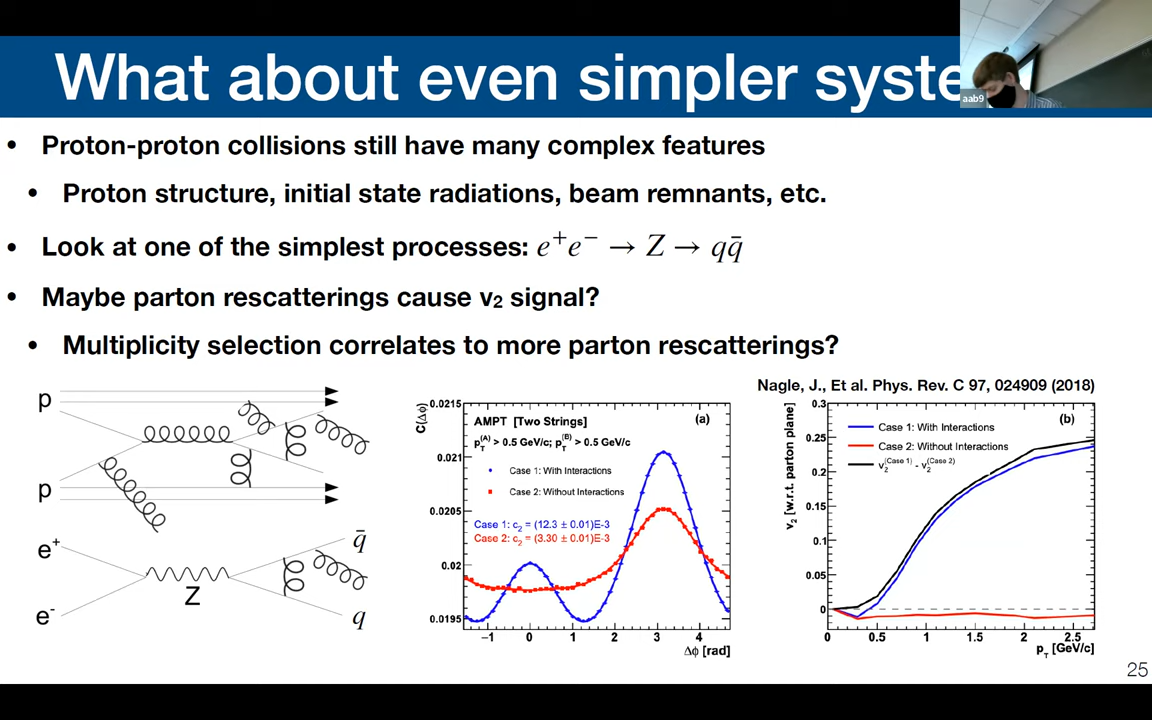 What about even simpler syste
aab9
• Proton-proton collisions still have many complex features
• Proton structure, initial state radiations, beam remnants, etc.
• Look at one of the simplest processes: e⁺e⁻ → Z → qq̄
• Maybe parton rescatterings cause v₂ signal?
• Multiplicity selection correlates to more parton rescatterings?
Nagle, J., Et al. Phys. Rev. C 97, 024909 (2018)
p
p
e⁺
e⁻
Z
q̄
q
C(Δϕ)
0.0215
0.021
0.0205
0.02
0.0195
AMPT [Two Strings]
(a)
p_T^(A) > 0.5 GeV/c; p_T^(B) > 0.5 GeV/c
Case 1: With Interactions
Case 2: Without Interactions
Case 1: c₂ = (12.3 ± 0.01)E-3
Case 2: c₂ = (3.30 ± 0.01)E-3
−1 0 1 2 3 4
Δϕ [rad]
v₂ [w.r.t. parton plane]
0.3
0.25
0.2
0.15
0.1
0.05
0
(b)
Case 1: With Interactions
Case 2: Without Interactions
v₂^(Case 1) - v₂^(Case 2)
0 0.5 1 1.5 2 2.5
p_T [GeV/c]
25